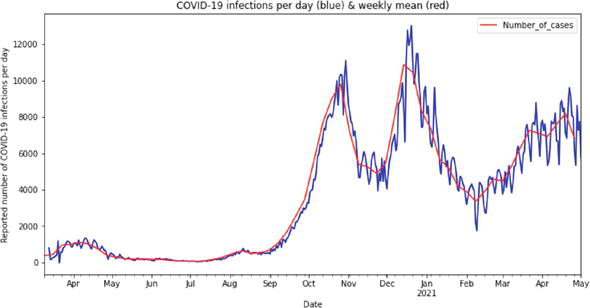 COVID-19 infections per day (blue) & weekly mean (red)
Number_of_cases
Reported number of COVID-19 infections per day
12000
10000
8000
6000
4000
2000
0
Apr May Jun Jul Aug Sep Oct Nov Dec Jan Feb Mar Apr May
2021
Date